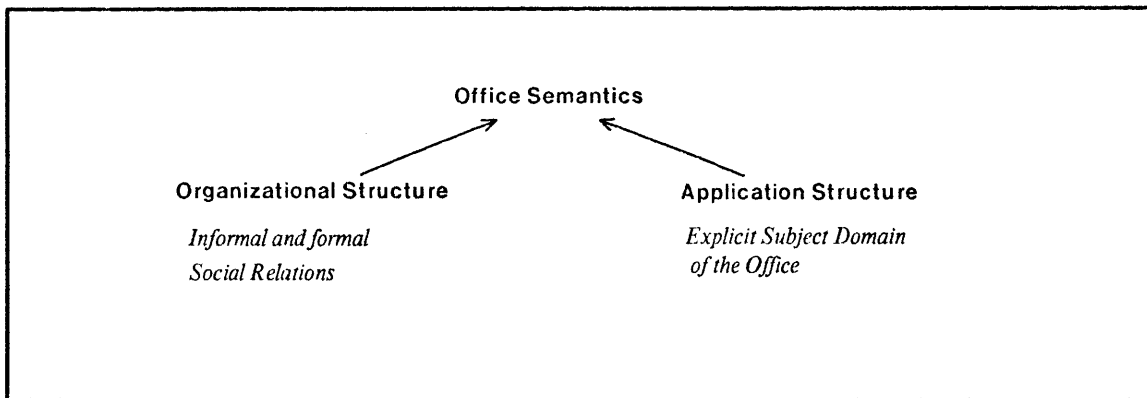 Office Semantics
Organizational Structure
Informal and formal
Social Relations
Application Structure
Explicit Subject Domain
of the Office